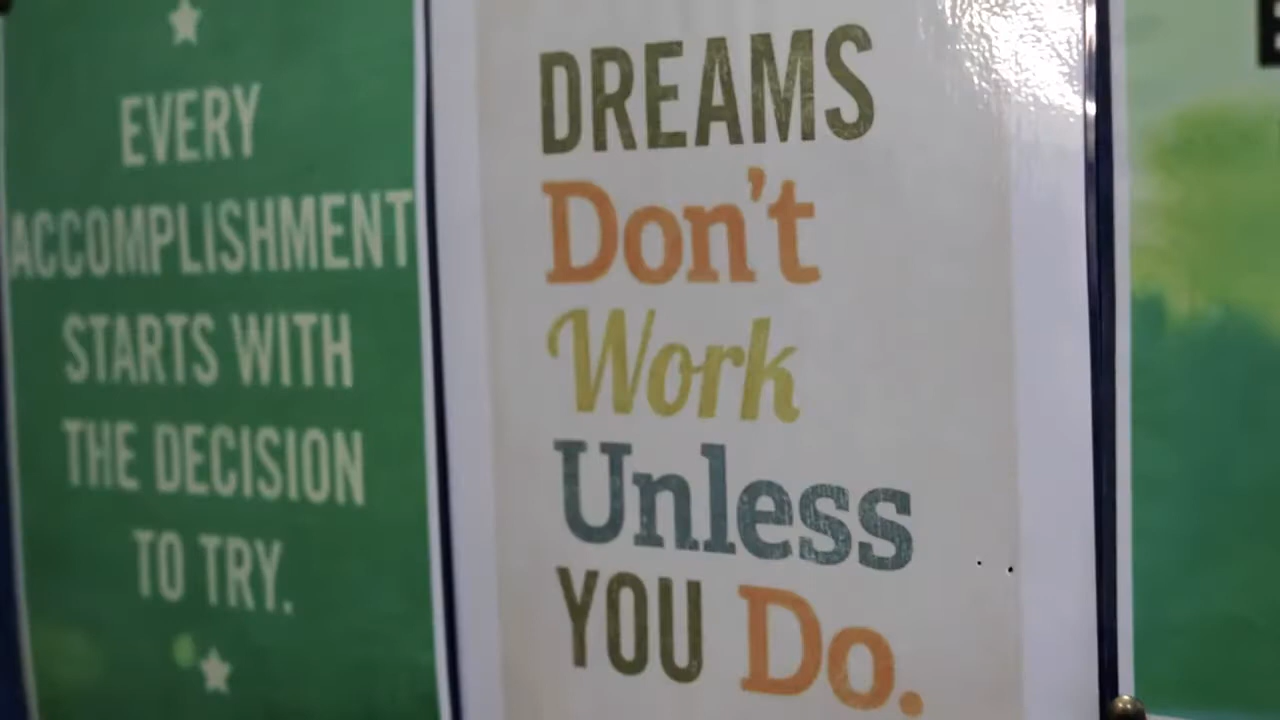 EVERY
ACCOMPLISHMENT
STARTS WITH
THE DECISION
TO TRY.
DREAMS
Don't
Work
Unless
YOU Do.